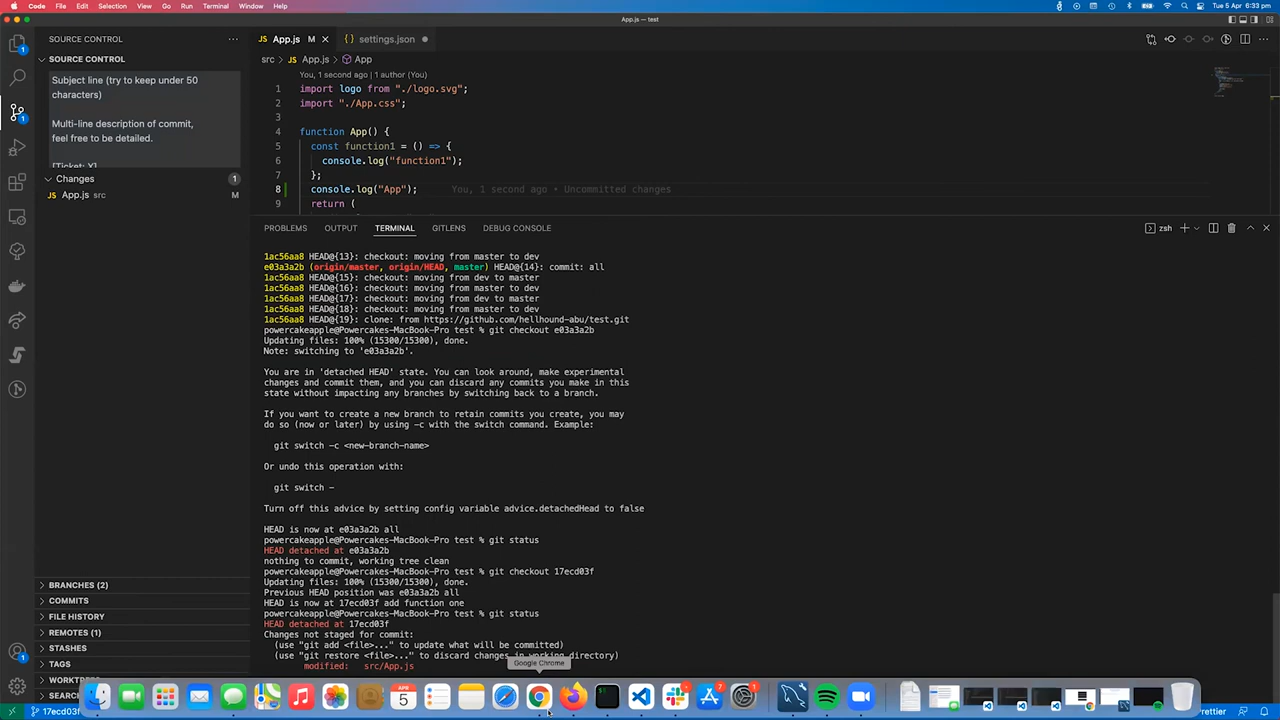 Code File Edit Selection View Go Run Terminal Window Help
Tue 5 Apr 6:33 pm
App.js — test
SOURCE CONTROL
SOURCE CONTROL
Subject line (try to keep under 50
characters)
Multi-line description of commit,
feel free to be detailed.
[Ticket: X]
Changes 1
App.js src M
BRANCHES (2)
COMMITS
FILE HISTORY
REMOTES (1)
STASHES
TAGS
App.js M settings.json
src > App.js > App
You, 1 second ago | 1 author (You)
1 import logo from "./logo.svg";
2 import "./App.css";
3
4 function App() {
5 const function1 = () => {
6 console.log("function1");
7 };
8 console.log("App"); You, 1 second ago • Uncommitted changes
9 return (
PROBLEMS OUTPUT TERMINAL GITLENS DEBUG CONSOLE
zsh
1ac56aa8 HEAD@{13}: checkout: moving from master to dev
e03a3a2b (origin/master, origin/HEAD, master) HEAD@{14}: commit: all
1ac56aa8 HEAD@{15}: checkout: moving from dev to master
1ac56aa8 HEAD@{16}: checkout: moving from master to dev
1ac56aa8 HEAD@{17}: checkout: moving from dev to master
1ac56aa8 HEAD@{18}: checkout: moving from master to dev
1ac56aa8 HEAD@{19}: clone: from https://github.com/hellhound-abu/test.git
powercakeapple@Powercakes-MacBook-Pro test % git checkout e03a3a2b
Updating files: 100% (15300/15300), done.
Note: switching to 'e03a3a2b'.
You are in 'detached HEAD' state. You can look around, make experimental
changes and commit them, and you can discard any commits you make in this
state without impacting any branches by switching back to a branch.
If you want to create a new branch to retain commits you create, you may
do so (now or later) by using -c with the switch command. Example:
git switch -c <new-branch-name>
Or undo this operation with:
git switch -
Turn off this advice by setting config variable advice.detachedHead to false
HEAD is now at e03a3a2b all
powercakeapple@Powercakes-MacBook-Pro test % git status
HEAD detached at e03a3a2b
nothing to commit, working tree clean
powercakeapple@Powercakes-MacBook-Pro test % git checkout 17ecd03f
Updating files: 100% (15300/15300), done.
Previous HEAD position was e03a3a2b all
HEAD is now at 17ecd03f add function one
powercakeapple@Powercakes-MacBook-Pro test % git status
HEAD detached at 17ecd03f
Changes not staged for commit:
(use "git add <file>..." to update what will be committed)
(use "git restore <file>..." to discard changes in working directory)
modified: src/App.js
Google Chrome
APR
5